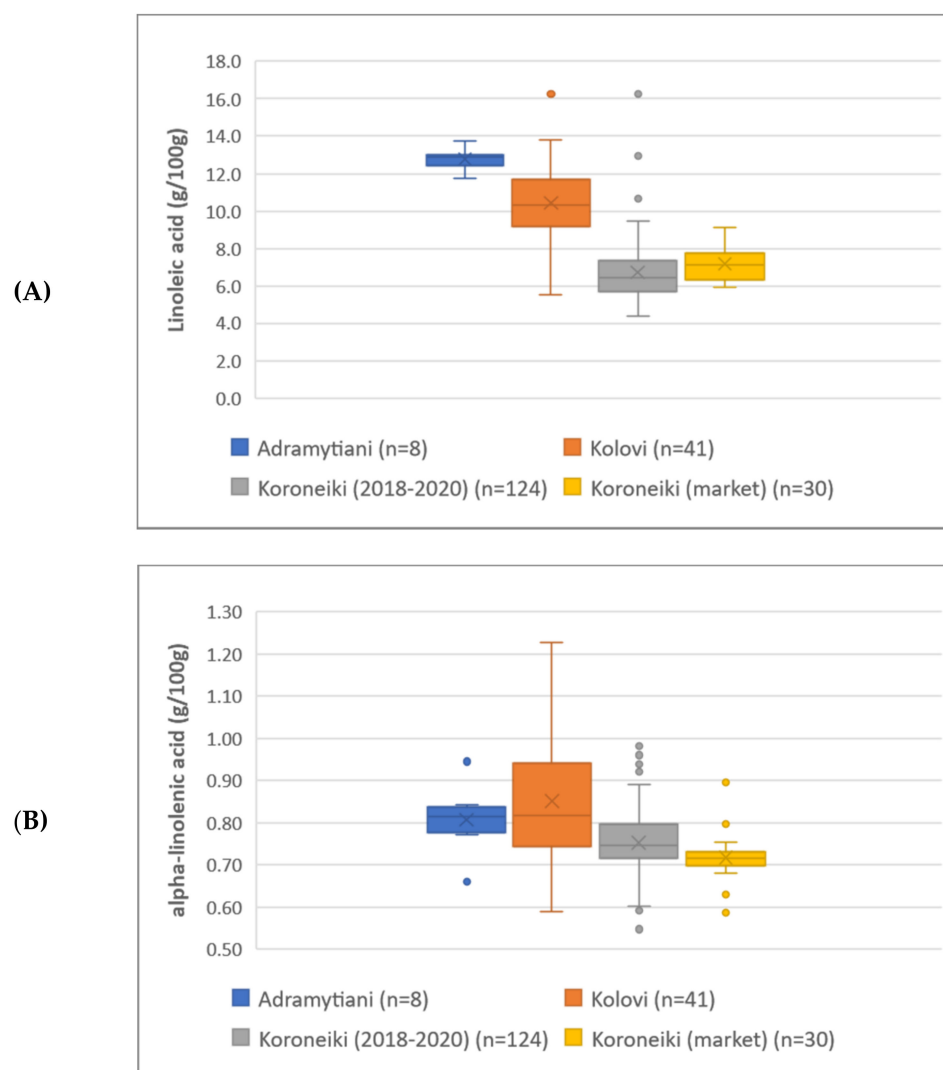 (A)
Linoleic acid (g/100g)
18.0
16.0
14.0
12.0
10.0
8.0
6.0
4.0
2.0
0.0
Adramytiani (n=8)
Kolovi (n=41)
Koroneiki (2018-2020) (n=124)
Koroneiki (market) (n=30)
(B)
alpha-linolenic acid (g/100g)
1.30
1.20
1.10
1.00
0.90
0.80
0.70
0.60
0.50
Adramytiani (n=8)
Kolovi (n=41)
Koroneiki (2018-2020) (n=124)
Koroneiki (market) (n=30)